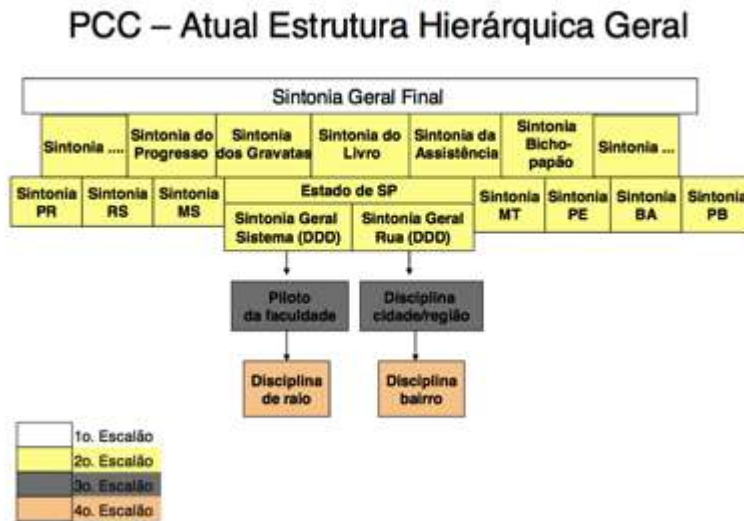 PCC – Atual Estrutura Hierárquica Geral
Sintonia Geral Final
Sintonia ....
Sintonia do
Progresso
Sintonia
dos Gravatas
Sintonia do
Livro
Sintonia da
Assistência
Sintonia
Bicho-
papão
Sintonia ...
Sintonia
PR
Sintonia
RS
Sintonia
MS
Estado de SP
Sintonia Geral
Sistema (DDD)
Sintonia Geral
Rua (DDD)
Sintonia
MT
Sintonia
PE
Sintonia
BA
Sintonia
PB
Piloto
da faculdade
Disciplina
cidade/região
Disciplina
de raio
Disciplina
bairro
1o. Escalão
2o. Escalão
3o. Escalão
4o. Escalão